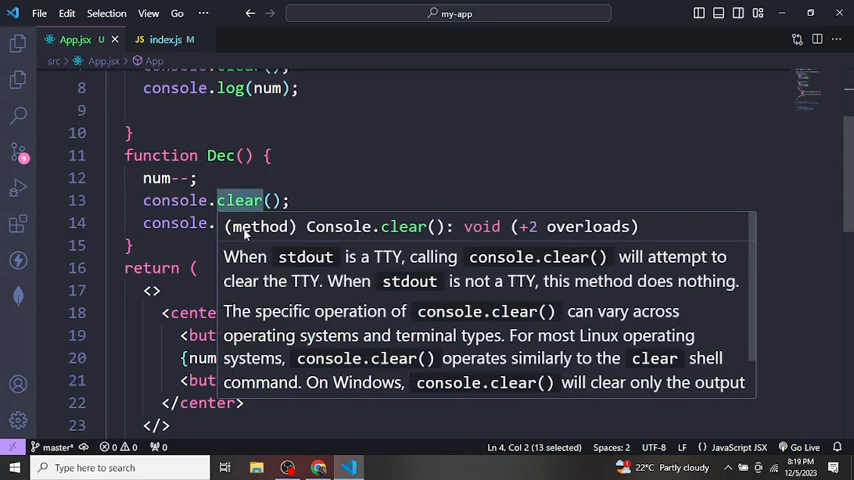 File Edit Selection View Go ··· my-app
App.jsx U × JS index.js M
src > App.jsx > App
console.clear();
8 console.log(num);
9
10 }
11 function Dec() {
12 num--;
13 console.clear();
14 console.
(method) Console.clear(): void (+2 overloads)
When stdout is a TTY, calling console.clear() will attempt to
clear the TTY. When stdout is not a TTY, this method does nothing.
The specific operation of console.clear() can vary across
operating systems and terminal types. For most Linux operating
systems, console.clear() operates similarly to the clear shell
command. On Windows, console.clear() will clear only the output
15 }
16 return (
17 <>
18 <center
19 <but
20 {num
21 <but
22 </center>
23 </>
9
master* 0 0 0 Ln 4, Col 2 (13 selected) Spaces: 2 UTF-8 LF {} JavaScript JSX Go Live
Type here to search 22°C Partly cloudy 8:19 PM
12/5/2023